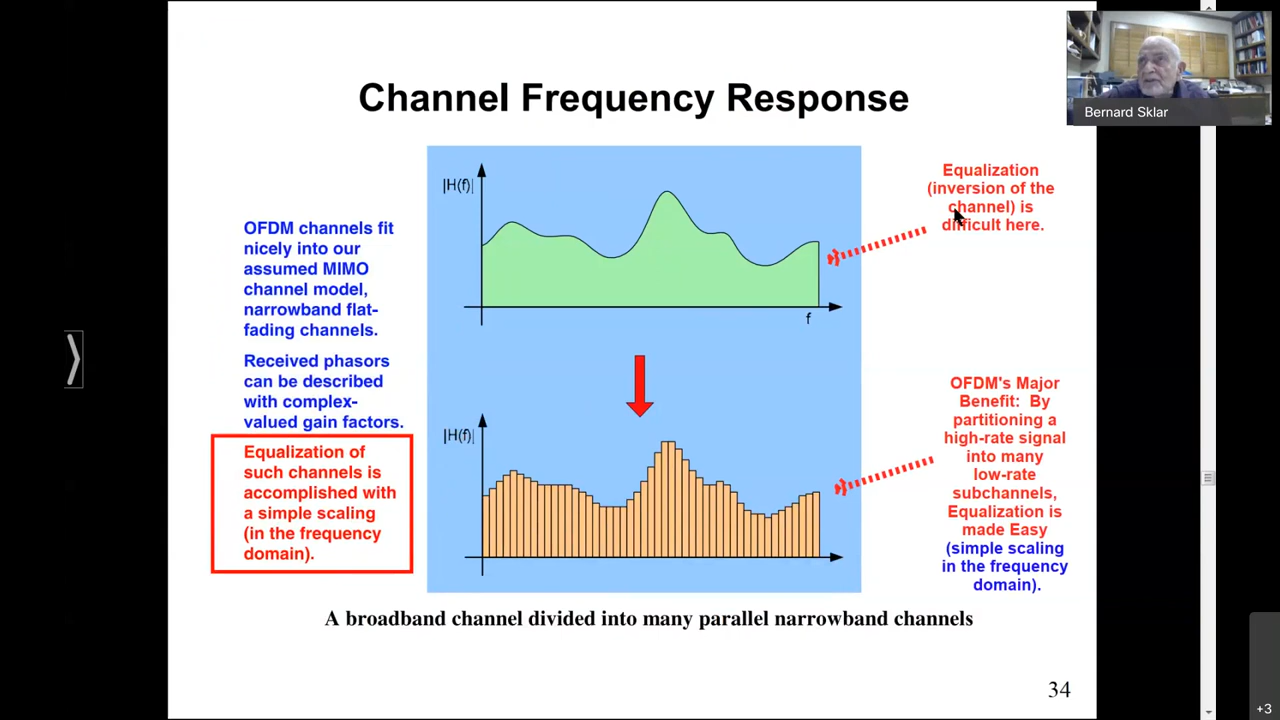 Channel Frequency Response
Bernard Sklar
OFDM channels fit
nicely into our
assumed MIMO
channel model,
narrowband flat-
fading channels.
Received phasors
can be described
with complex-
valued gain factors.
Equalization of
such channels is
accomplished with
a simple scaling
(in the frequency
domain).
|H(f)|
f
|H(f)|
Equalization
(inversion of the
channel) is
difficult here.
OFDM's Major
Benefit: By
partitioning a
high-rate signal
into many
low-rate
subchannels,
Equalization is
made Easy
(simple scaling
in the frequency
domain).
A broadband channel divided into many parallel narrowband channels
34
+3